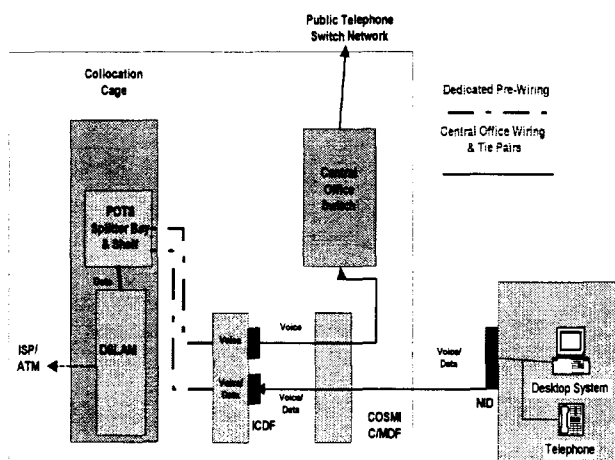 Public Telephone
Switch Network
Collocation
Cage
Dedicated Pre-Wiring
Central Office Wiring
& Tie Pairs
Central
Office
Switch
POTS
Splitter Bay
& Shelf
Data
DSLAM
ISP/
ATM
Voice
Voice
Voice/
Data
Voice/
Data
ICDF
COSMI
C/MDF
Voice/
Data
NID
Desktop System
Telephone